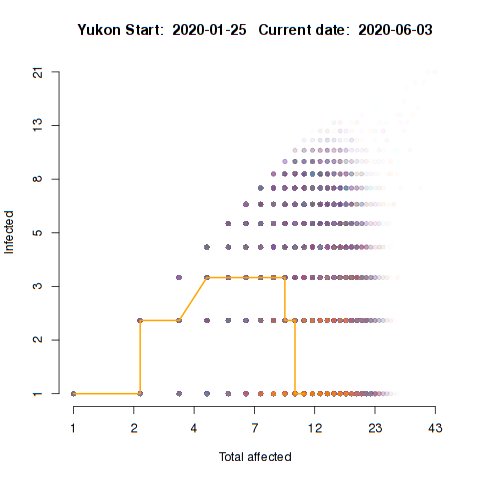 Yukon Start: 2020-01-25 Current date: 2020-06-03
21
13
8
5
3
2
1
Infected
1 2 4 7 12 23 43
Total affected